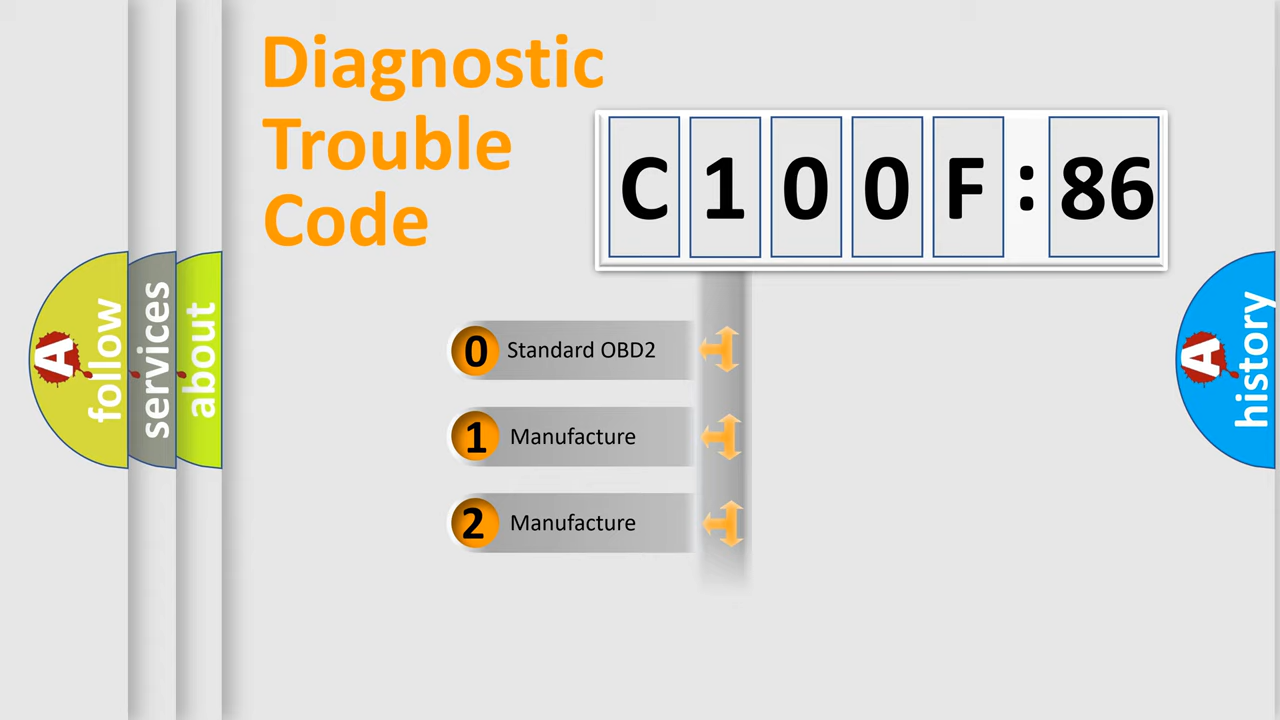 Diagnostic
Trouble
Code
C 1 0 0 F : 86
0 Standard OBD2
1 Manufacture
2 Manufacture
A follow
services
about
A history